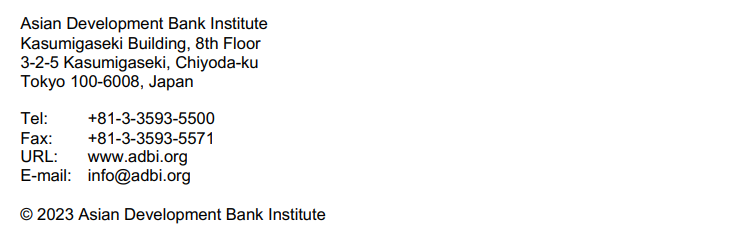 Asian Development Bank Institute
Kasumigaseki Building, 8th Floor
3-2-5 Kasumigaseki, Chiyoda-ku
Tokyo 100-6008, Japan
Tel: +81-3-3593-5500
Fax: +81-3-3593-5571
URL: www.adbi.org
E-mail: info@adbi.org
© 2023 Asian Development Bank Institute